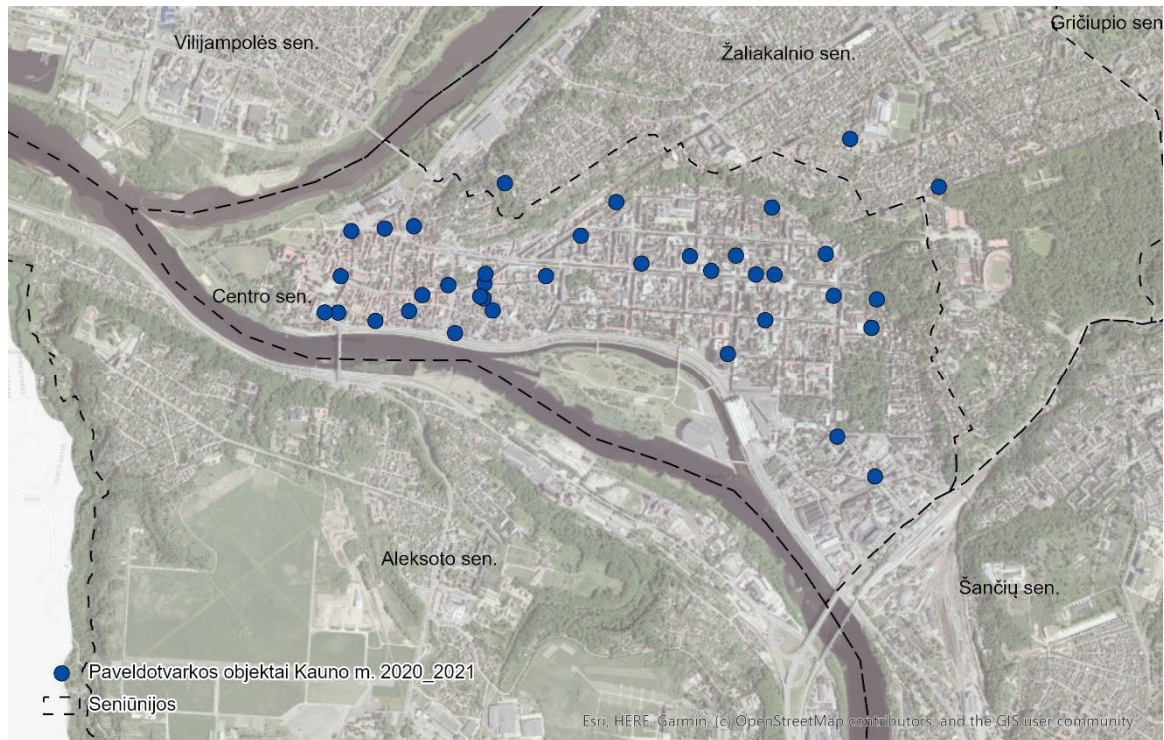 Vilijampolės sen.
Žaliakalnio sen.
Gričiupio sen
Centro sen.
Aleksoto sen.
Šančių sen.
Paveldotvarkos objektai Kauno m. 2020_2021
Seniūnijos
Esri, HERE, Garmin, (c) OpenStreetMap contributors, and the GIS user community